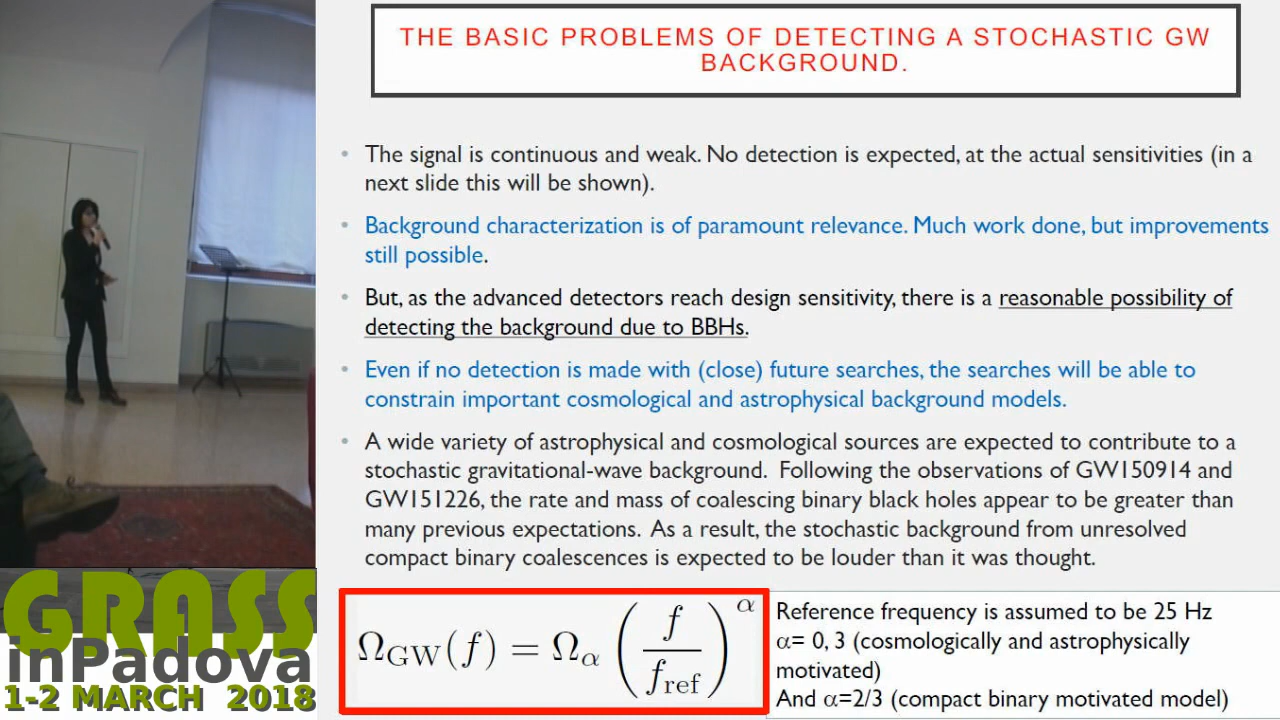 THE BASIC PROBLEMS OF DETECTING A STOCHASTIC GW
BACKGROUND.
• The signal is continuous and weak. No detection is expected, at the actual sensitivities (in a
next slide this will be shown).
• Background characterization is of paramount relevance. Much work done, but improvements
still possible.
• But, as the advanced detectors reach design sensitivity, there is a reasonable possibility of
detecting the background due to BBHs.
• Even if no detection is made with (close) future searches, the searches will be able to
constrain important cosmological and astrophysical background models.
• A wide variety of astrophysical and cosmological sources are expected to contribute to a
stochastic gravitational-wave background.  Following the observations of GW150914 and
GW151226, the rate and mass of coalescing binary black holes appear to be greater than
many previous expectations.  As a result, the stochastic background from unresolved
compact binary coalescences is expected to be louder than it was thought.
Ω_GW(f) = Ω_α (f / f_ref)^α
Reference frequency is assumed to be 25 Hz
α= 0, 3 (cosmologically and astrophysically
motivated)
And α=2/3 (compact binary motivated model)
GRASS
inPadova
1-2 MARCH 2018